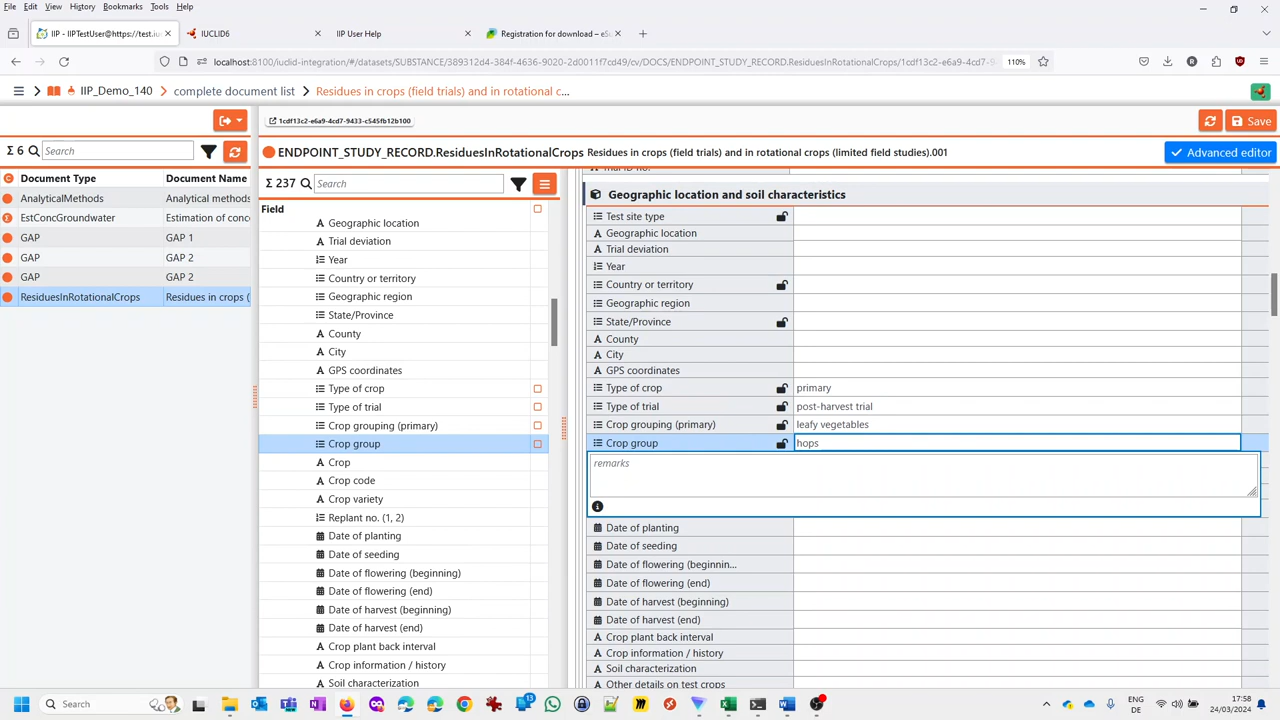 File Edit View History Bookmarks Tools Help
IIP - IIPTestUser@https://test.iu
IUCLID6
IIP User Help
Registration for download – eSu
localhost:8100/iuclid-integration/#/datasets/SUBSTANCE/389312d4-384f-4636-9020-2d0011f7cd49/cv/DOCS/ENDPOINT_STUDY_RECORD.ResiduesInRotationalCrops/1cdf13c2-e6a9-4cd7-9
110%
IIP_Demo_140
complete document list
Residues in crops (field trials) and in rotational c...
1cdf13c2-e6a9-4cd7-9433-c545fb12b100
Save
Σ 6
Search
ENDPOINT_STUDY_RECORD.ResiduesInRotationalCrops Residues in crops (field trials) and in rotational crops (limited field studies).001
Advanced editor
Document Type Document Name
AnalyticalMethods Analytical methods
EstConcGroundwater Estimation of conc
GAP GAP 1
GAP GAP 2
GAP GAP 2
ResiduesInRotationalCrops Residues in crops (
Σ 237
Search
Field
Geographic location
Trial deviation
Year
Country or territory
Geographic region
State/Province
County
City
GPS coordinates
Type of crop
Type of trial
Crop grouping (primary)
Crop group
Crop
Crop code
Crop variety
Replant no. (1, 2)
Date of planting
Date of seeding
Date of flowering (beginning)
Date of flowering (end)
Date of harvest (beginning)
Date of harvest (end)
Crop plant back interval
Crop information / history
Soil characterization
Geographic location and soil characteristics
Test site type
Geographic location
Trial deviation
Year
Country or territory
Geographic region
State/Province
County
City
GPS coordinates
Type of crop primary
Type of trial post-harvest trial
Crop grouping (primary) leafy vegetables
Crop group hops
remarks
Date of planting
Date of seeding
Date of flowering (beginnin...
Date of flowering (end)
Date of harvest (beginning)
Date of harvest (end)
Crop plant back interval
Crop information / history
Soil characterization
Other details on test crops
Search
13
ENG
DE
17:58
24/03/2024